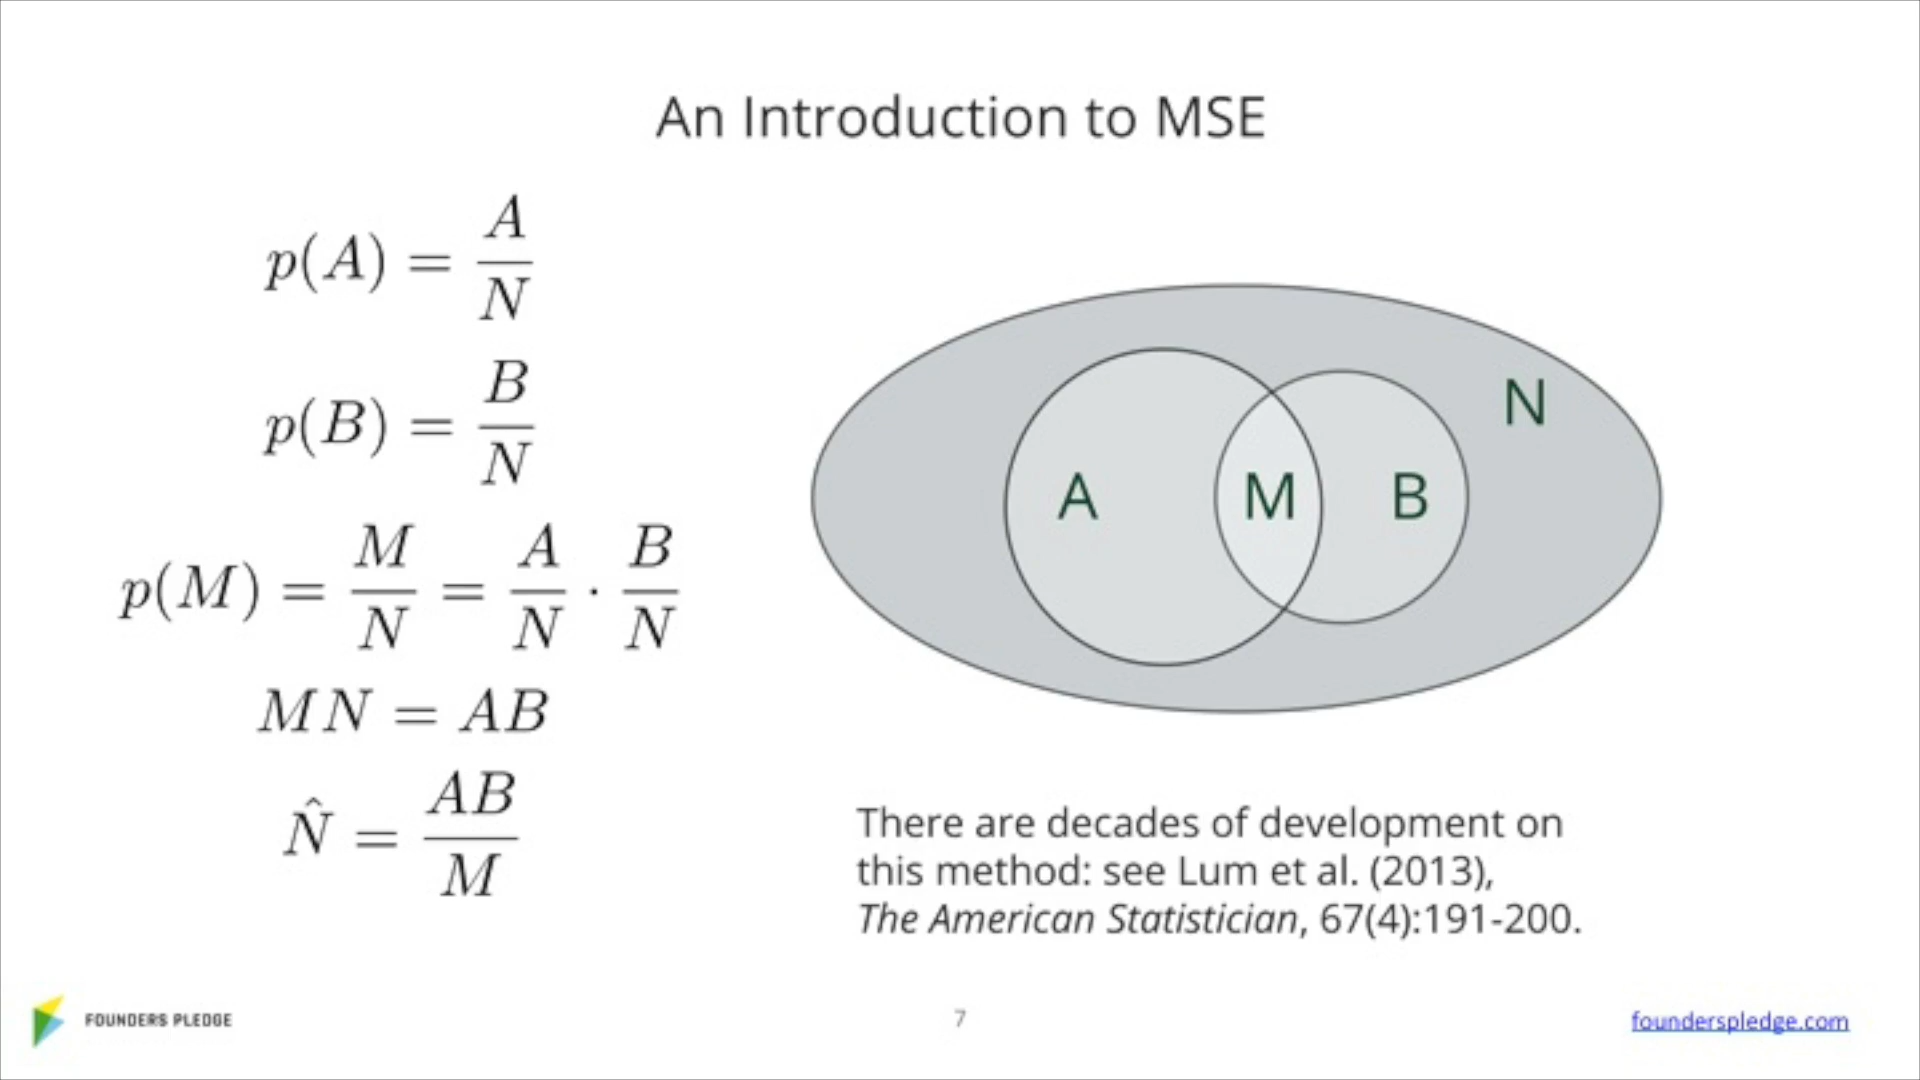 An Introduction to MSE
p(A) = A/N
p(B) = B/N
p(M) = M/N = A/N · B/N
MN = AB
N̂ = AB/M
A
M
B
N
There are decades of development on
this method: see Lum et al. (2013),
The American Statistician, 67(4):191-200.
FOUNDERS PLEDGE
7
founderspledge.com